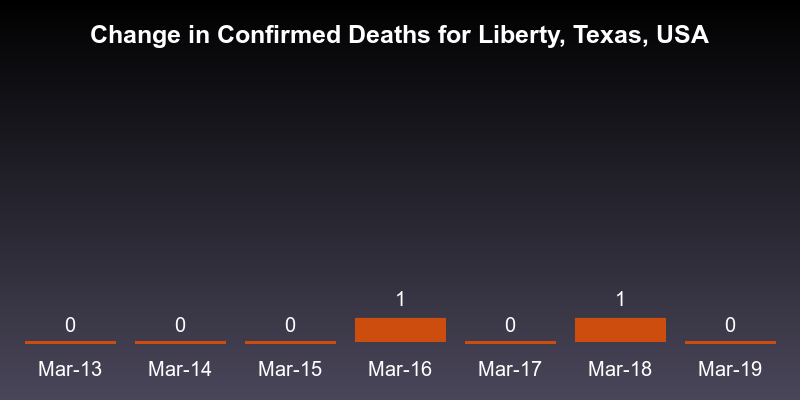 Change in Confirmed Deaths for Liberty, Texas, USA
0 0 0 1 0 1 0
Mar-13 Mar-14 Mar-15 Mar-16 Mar-17 Mar-18 Mar-19